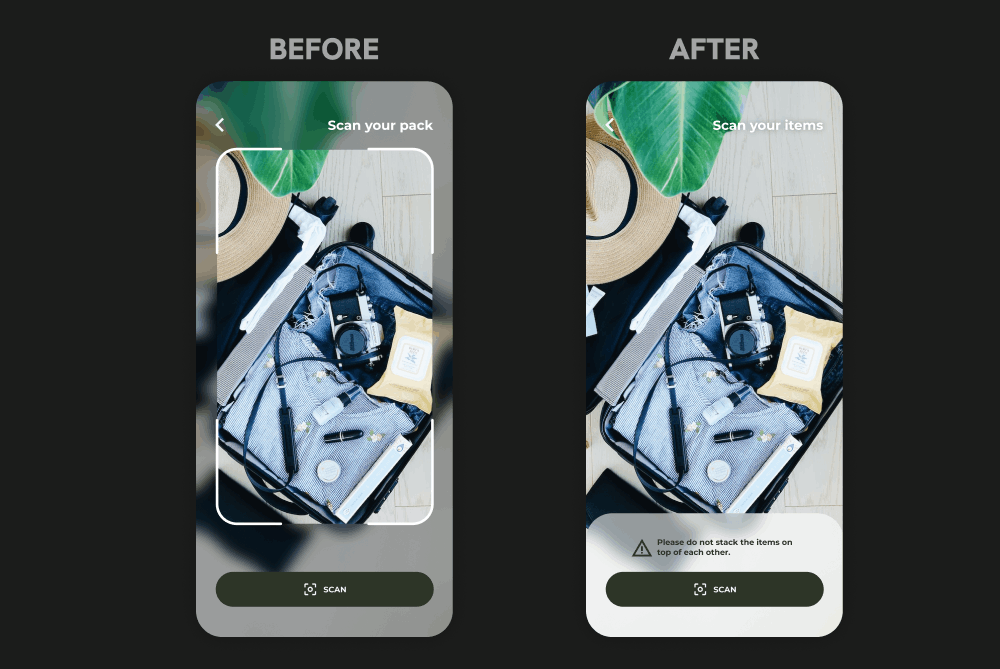 BEFORE
AFTER
Scan your pack
SCAN
Scan your items
Please do not stack the items on
top of each other.
SCAN